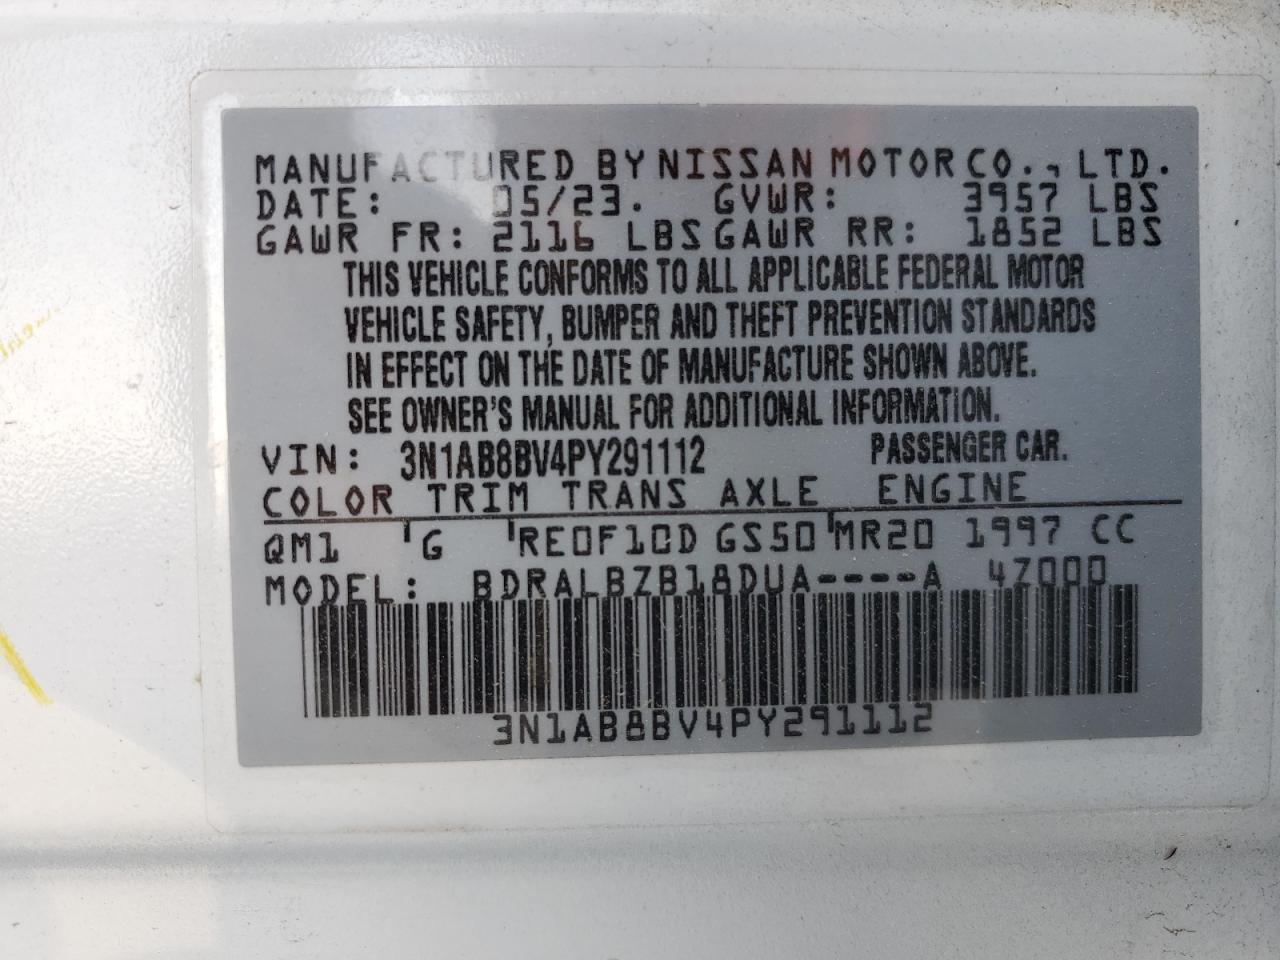 MANUFACTURED BY NISSAN MOTOR CO., LTD.
DATE: 05/23. GVWR: 3957 LBS
GAWR FR: 2116 LBS GAWR RR: 1852 LBS
THIS VEHICLE CONFORMS TO ALL APPLICABLE FEDERAL MOTOR
VEHICLE SAFETY, BUMPER AND THEFT PREVENTION STANDARDS
IN EFFECT ON THE DATE OF MANUFACTURE SHOWN ABOVE.
SEE OWNER'S MANUAL FOR ADDITIONAL INFORMATION.
VIN: 3N1AB8BV4PY291112 PASSENGER CAR.
COLOR TRIM TRANS AXLE ENGINE
QM1 'G 'RE0F10D GS50 'MR20 1997 CC
MODEL: BDRALBZB18DUA----A 4Z000
3N1AB8BV4PY291112